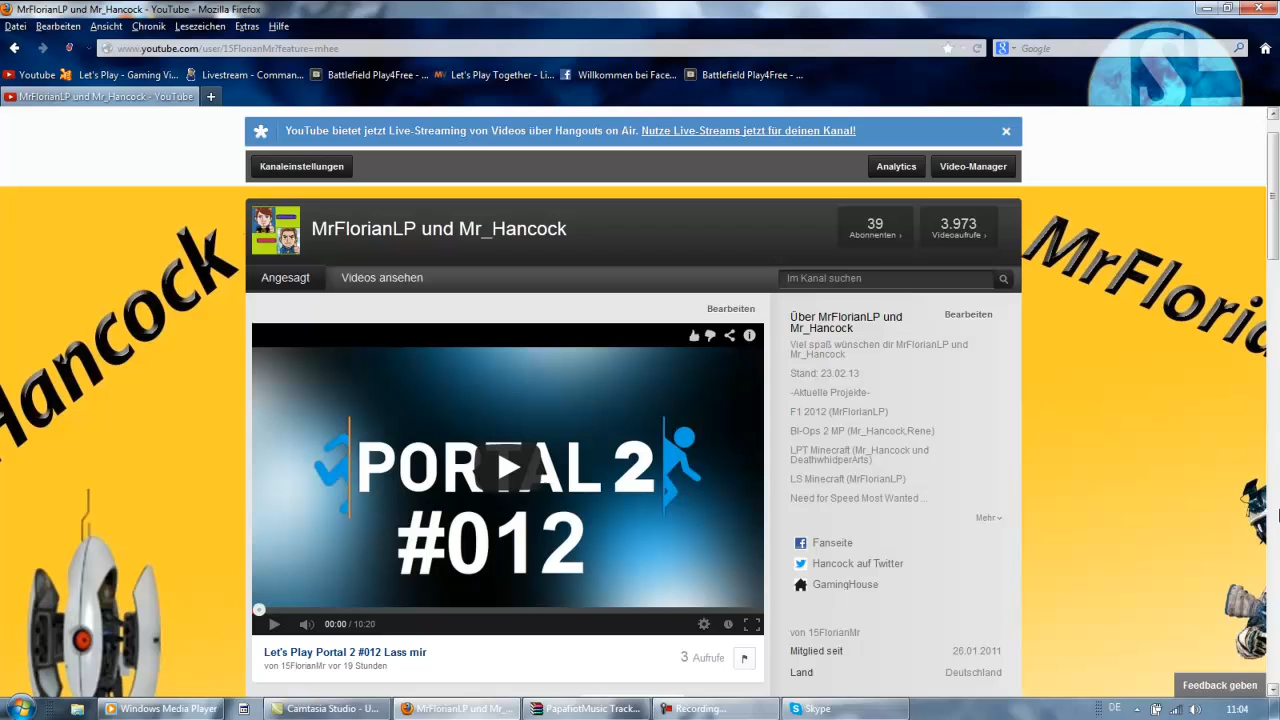 MrFlorianLP und Mr_Hancock - YouTube - Mozilla Firefox
Datei Bearbeiten Ansicht Chronik Lesezeichen Extras Hilfe
www.youtube.com/user/15FlorianMr?feature=mhee
Google
Youtube Let's Play - Gaming Vi... Livestream - Comman... Battlefield Play4Free - ... Let's Play Together - Li... Willkommen bei Face... Battlefield Play4Free - ...
MrFlorianLP und Mr_Hancock - YouTube
YouTube bietet jetzt Live-Streaming von Videos über Hangouts on Air. Nutze Live-Streams jetzt für deinen Kanal!
Kanaleinstellungen Analytics Video-Manager
MrFlorianLP und Mr_Hancock
39 Abonnenten ›
3.973 Videoaufrufe ›
Angesagt Videos ansehen Im Kanal suchen
Hancock
MrFloria
Bearbeiten
PORTAL 2
#012
00:00 / 10:20
Let's Play Portal 2 #012 Lass mir
von 15FlorianMr vor 19 Stunden
3 Aufrufe
Über MrFlorianLP und
Mr_Hancock
Bearbeiten
Viel spaß wünschen dir MrFlorianLP und
Mr_Hancock
Stand: 23.02.13
-Aktuelle Projekte-
F1 2012 (MrFlorianLP)
Bl-Ops 2 MP (Mr_Hancock,Rene)
LPT Minecraft (Mr_Hancock und
DeathwhidperArts)
LS Minecraft (MrFlorianLP)
Need for Speed Most Wanted ...
Mehr
Fanseite
Hancock auf Twitter
GamingHouse
von 15FlorianMr
Mitglied seit 26.01.2011
Land Deutschland
Feedback geben
Windows Media Player Camtasia Studio - U... MrFlorianLP und Mr_... PapafiotMusic Track... Recording... Skype DE 11:04